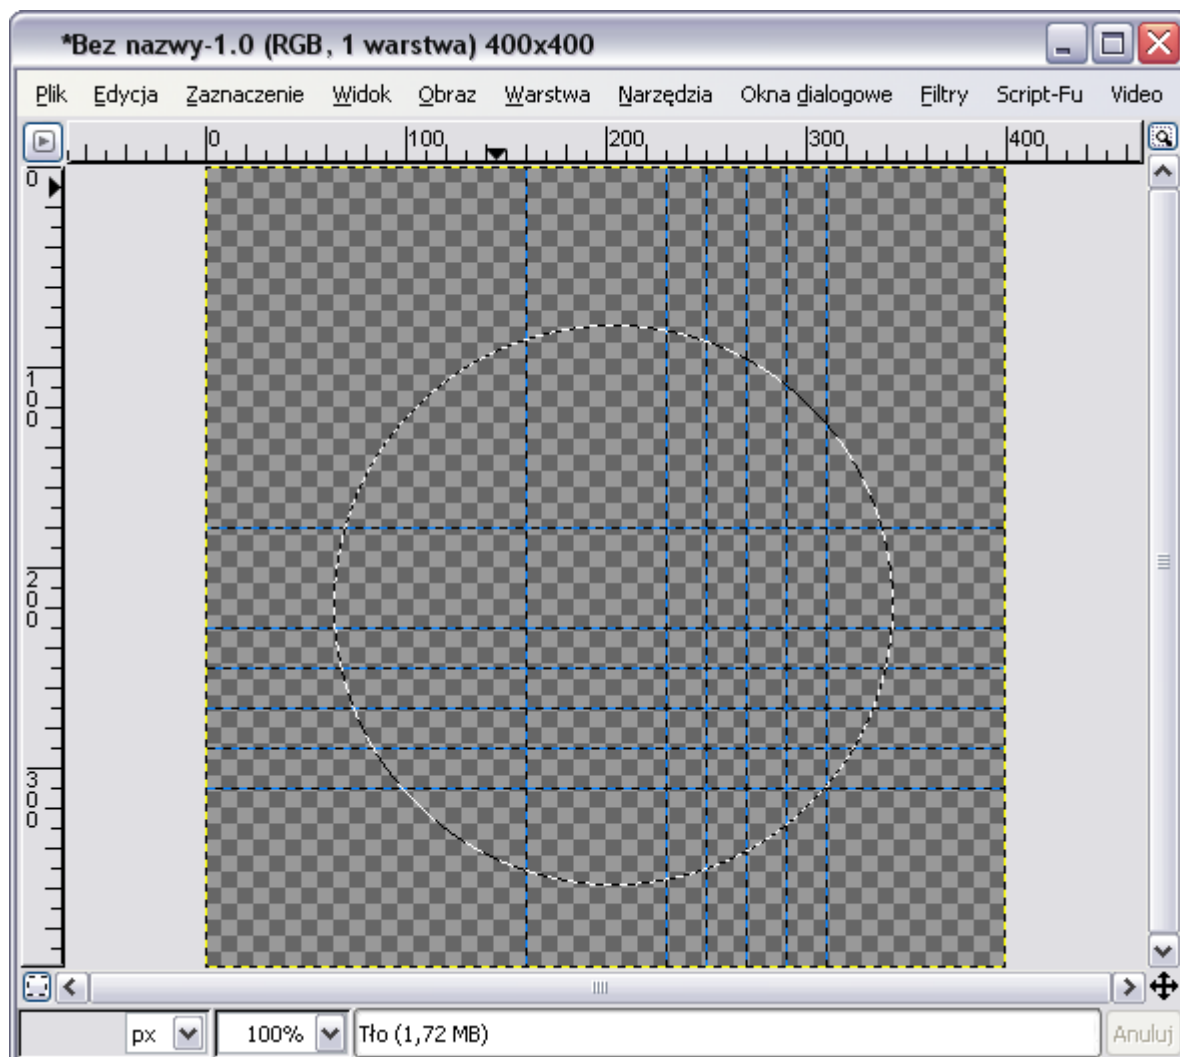 *Bez nazwy-1.0 (RGB, 1 warstwa) 400x400
Plik Edycja Zaznaczenie Widok Obraz Warstwa Narzędzia Okna dialogowe Filtry Script-Fu Video
0 100 200 300 400
0
100
200
300
px 100% Tło (1,72 MB) Anuluj